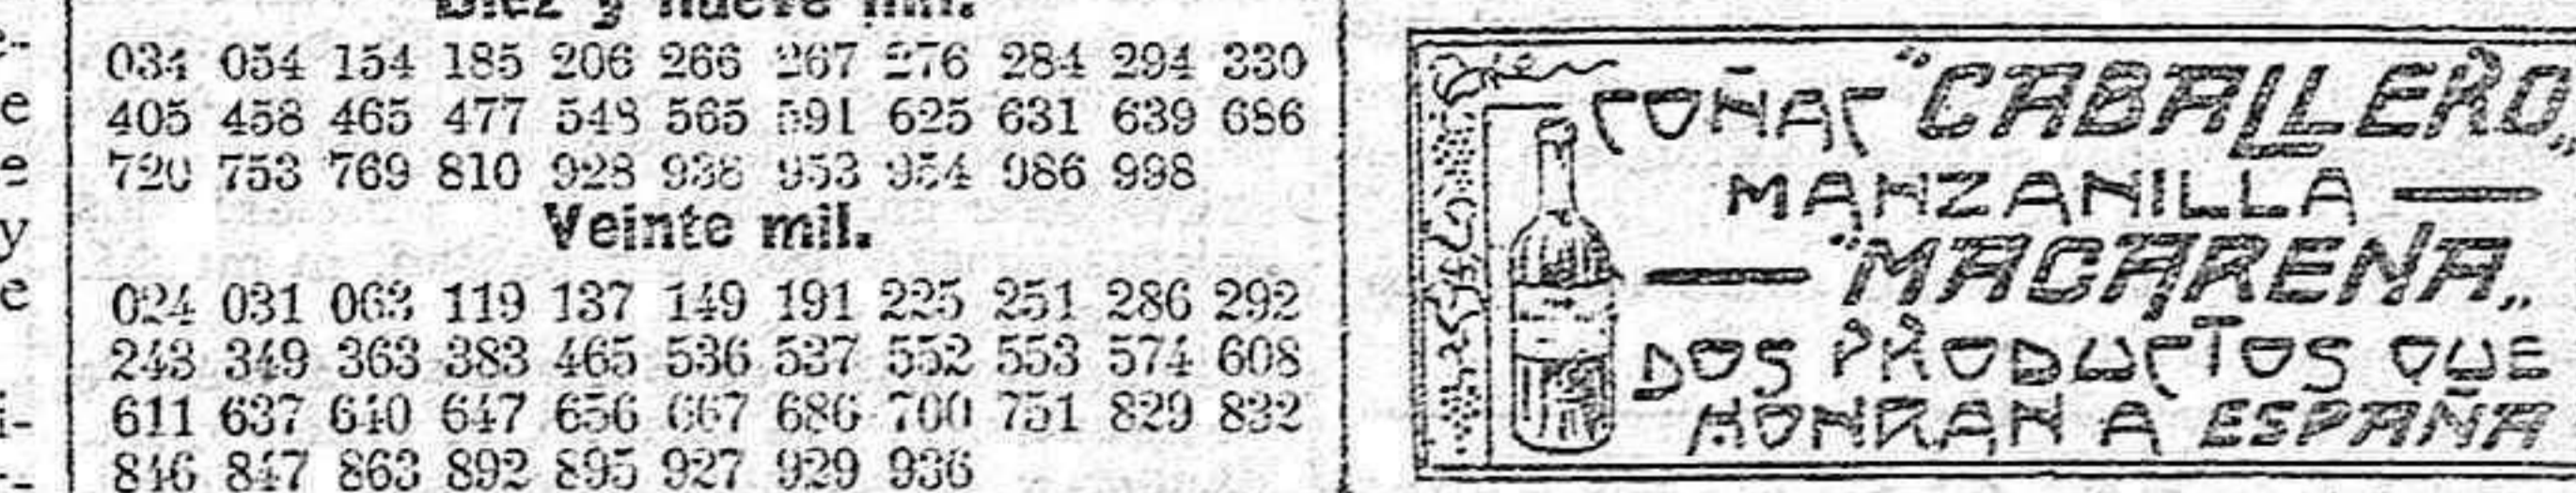 Diez y nueve mil.
034 054 154 185 206 266 267 276 284 294 330
405 458 465 477 548 565 591 625 631 639 686
720 753 769 810 928 938 953 954 986 998
Veinte mil.
024 031 063 119 137 149 191 225 251 286 292
243 349 363 383 465 536 537 552 553 574 608
611 637 640 647 656 667 686 700 751 829 832
846 847 863 892 895 927 929 936
COÑAC "CABALLERO„
MANZANILLA —
— "MACARENA„
DOS PRODUCTOS QUE
HONRAN A ESPAÑA